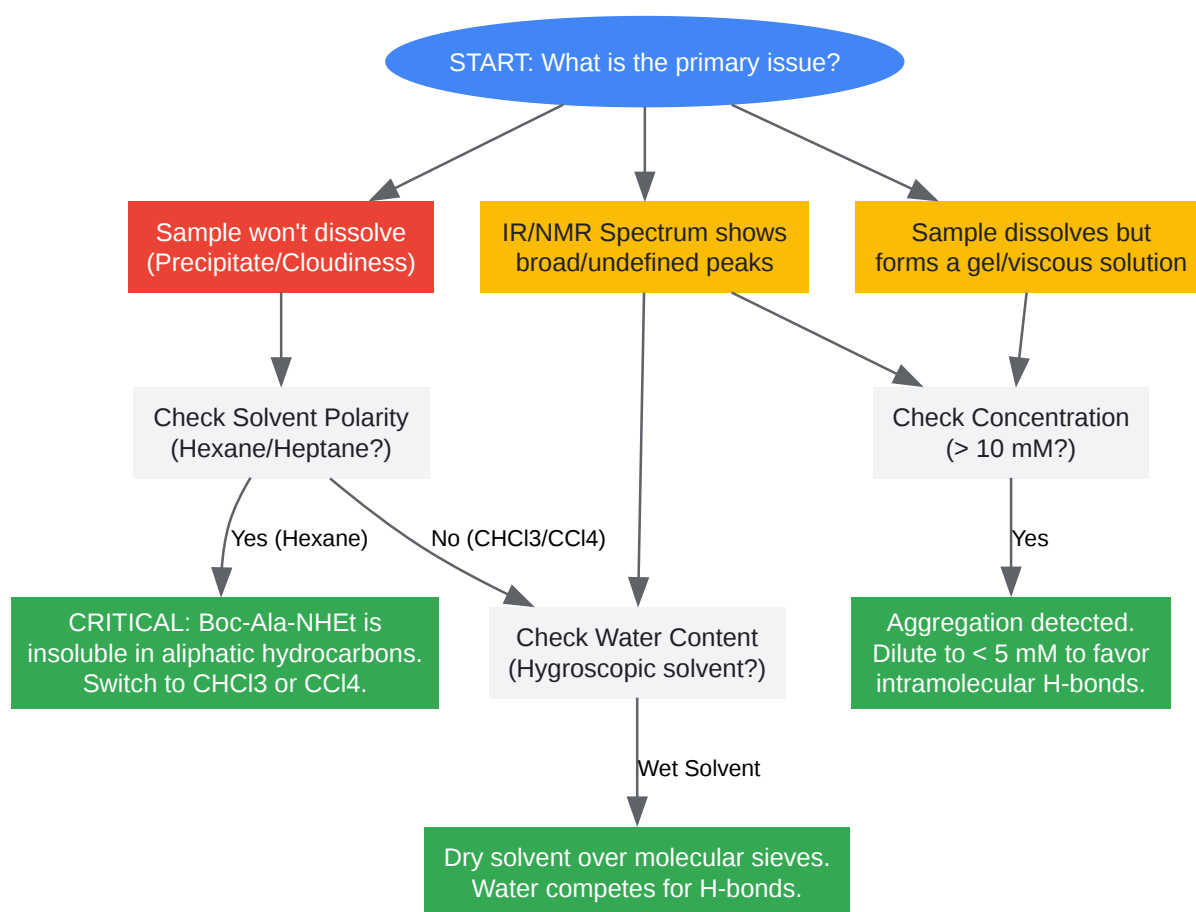 START: What is the primary issue?
Sample won't dissolve
(Precipitate/Cloudiness)
IR/NMR Spectrum shows
broad/undefined peaks
Sample dissolves but
forms a gel/viscous solution
Check Solvent Polarity
(Hexane/Heptane?)
Check Concentration
(> 10 mM?)
Yes (Hexane)
No (CHCl3/CCl4)
Yes
CRITICAL: Boc-Ala-NHEt is
insoluble in aliphatic hydrocarbons.
Switch to CHCl3 or CCl4.
Check Water Content
(Hygroscopic solvent?)
Aggregation detected.
Dilute to < 5 mM to favor
intramolecular H-bonds.
Wet Solvent
Dry solvent over molecular sieves.
Water competes for H-bonds.